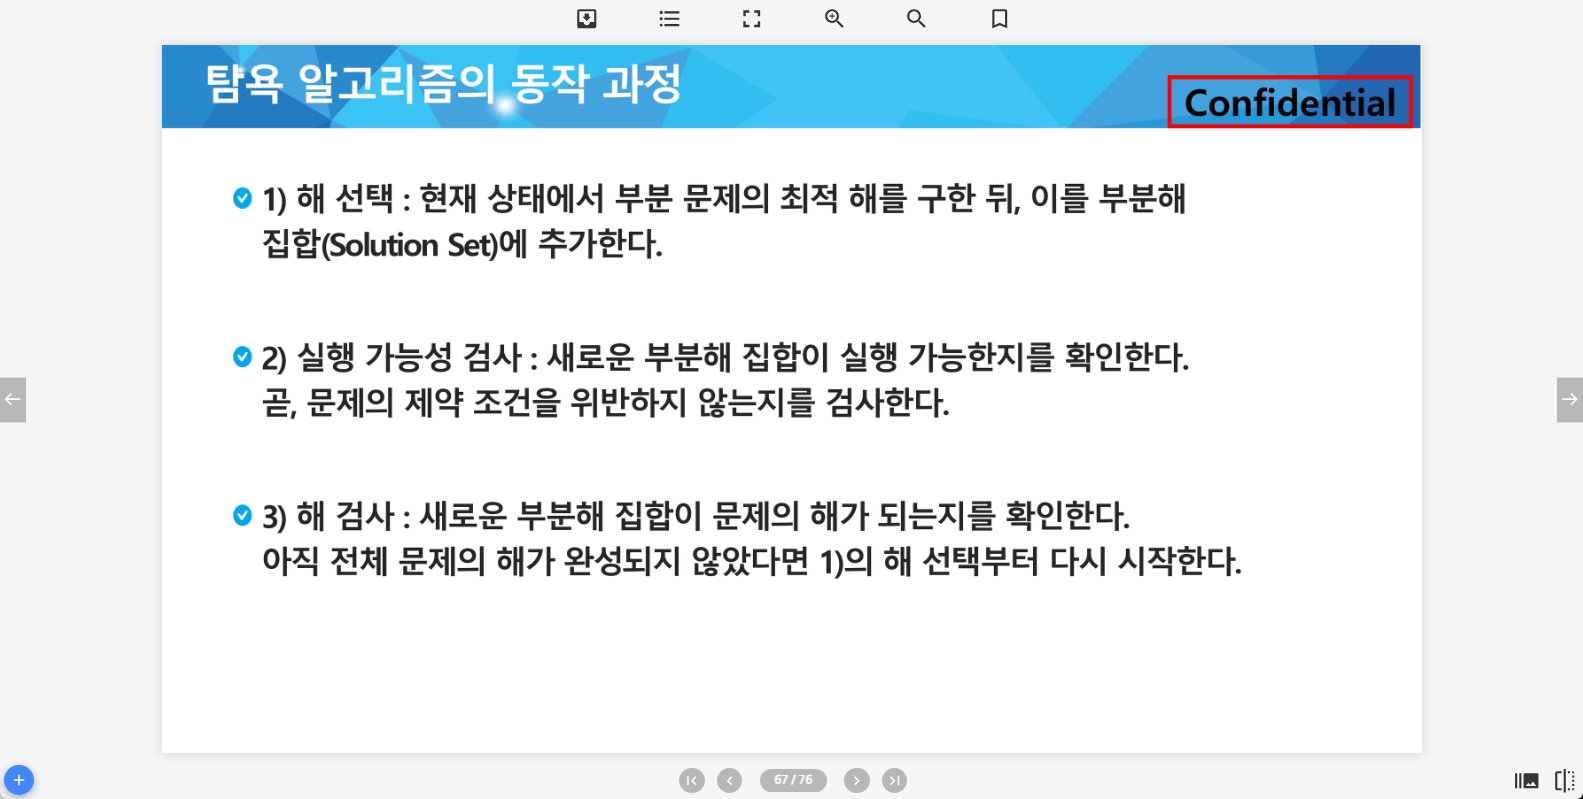 탐욕 알고리즘의 동작 과정
Confidential
1) 해 선택 : 현재 상태에서 부분 문제의 최적 해를 구한 뒤, 이를 부분해
집합(Solution Set)에 추가한다.
2) 실행 가능성 검사 : 새로운 부분해 집합이 실행 가능한지를 확인한다.
곧, 문제의 제약 조건을 위반하지 않는지를 검사한다.
3) 해 검사 : 새로운 부분해 집합이 문제의 해가 되는지를 확인한다.
아직 전체 문제의 해가 완성되지 않았다면 1)의 해 선택부터 다시 시작한다.
67 / 76